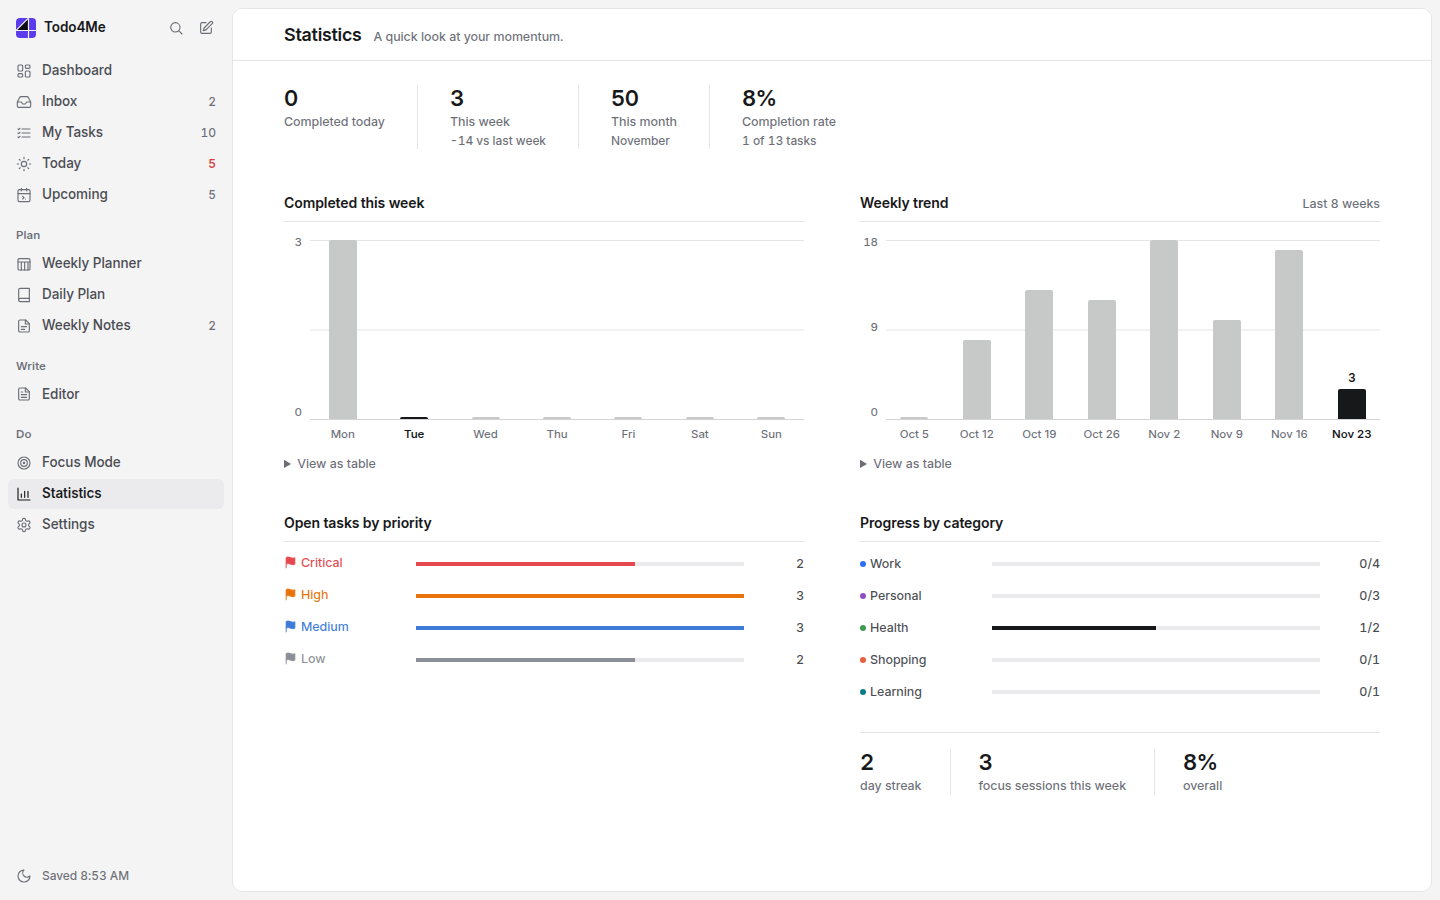 Todo4Me
Dashboard
Inbox 2
My Tasks 10
Today 5
Upcoming 5
Plan
Weekly Planner
Daily Plan
Weekly Notes 2
Write
Editor
Do
Focus Mode
Statistics
Settings
Saved 8:53 AM
Statistics A quick look at your momentum.
0
Completed today
3
This week
-14 vs last week
50
This month
November
8%
Completion rate
1 of 13 tasks
Completed this week
3
0
Mon Tue Wed Thu Fri Sat Sun
View as table
Weekly trend Last 8 weeks
18
9
0
3
Oct 5 Oct 12 Oct 19 Oct 26 Nov 2 Nov 9 Nov 16 Nov 23
View as table
Open tasks by priority
Critical 2
High 3
Medium 3
Low 2
Progress by category
Work 0/4
Personal 0/3
Health 1/2
Shopping 0/1
Learning 0/1
2
day streak
3
focus sessions this week
8%
overall